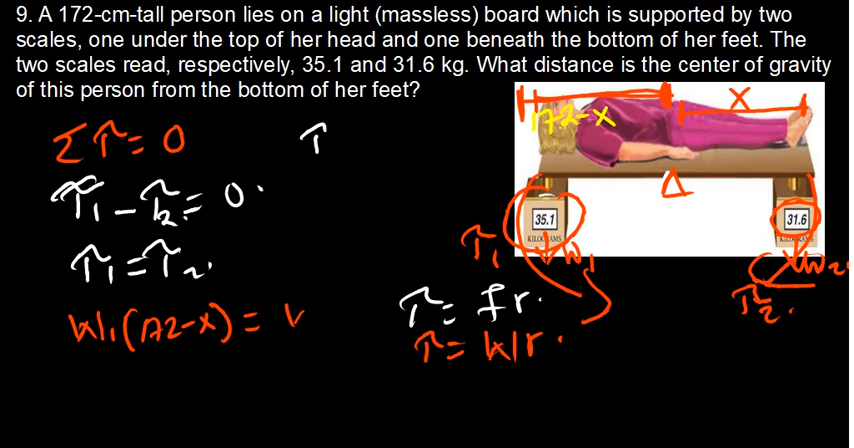 9. A 172-cm-tall person lies on a light (massless) board which is supported by two
scales, one under the top of her head and one beneath the bottom of her feet. The
two scales read, respectively, 35.1 and 31.6 kg. What distance is the center of gravity
of this person from the bottom of her feet?
172-x
x
Στ = 0
τ
τ1 - τ2 = 0.
τ1 = τ2.
W1(172-x) =
35.1
KILOGRAMS
31.6
τ1
W1
W2
τ2.
τ = Fr.
τ = Wr.